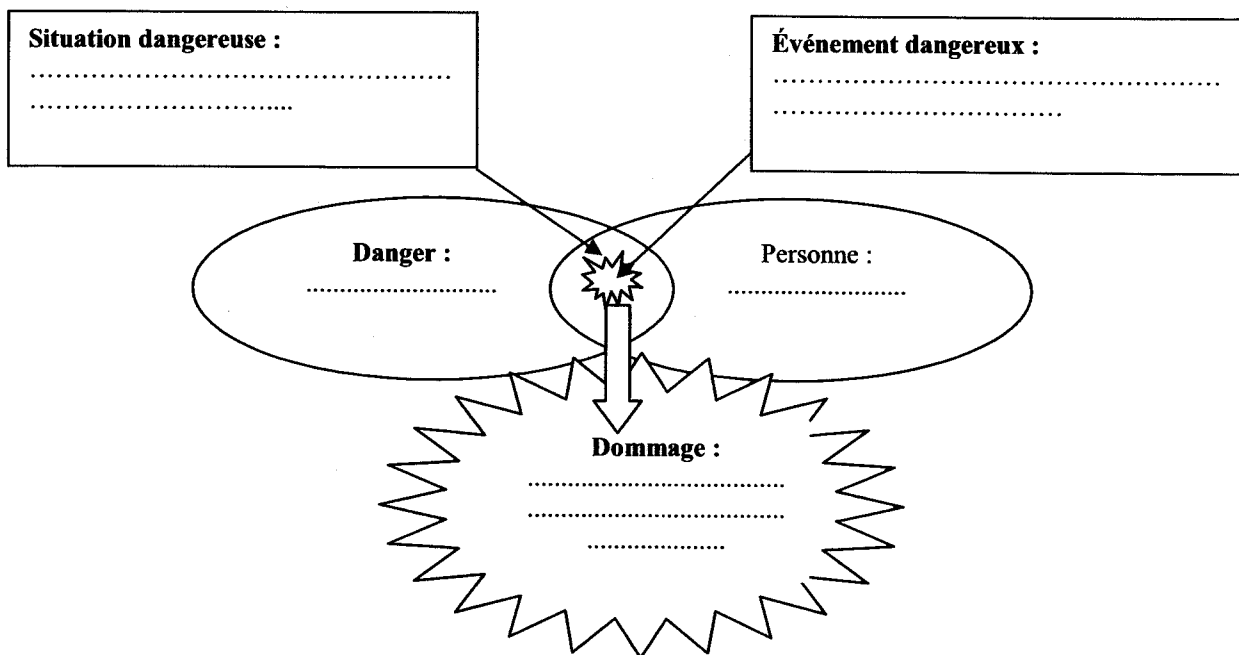 Situation dangereuse :
................................................
..............................
Événement dangereux :
...................................................
.................................
Danger :
.............................
Personne :
...........................
Dommage :
.......................................
.......................................
.....................